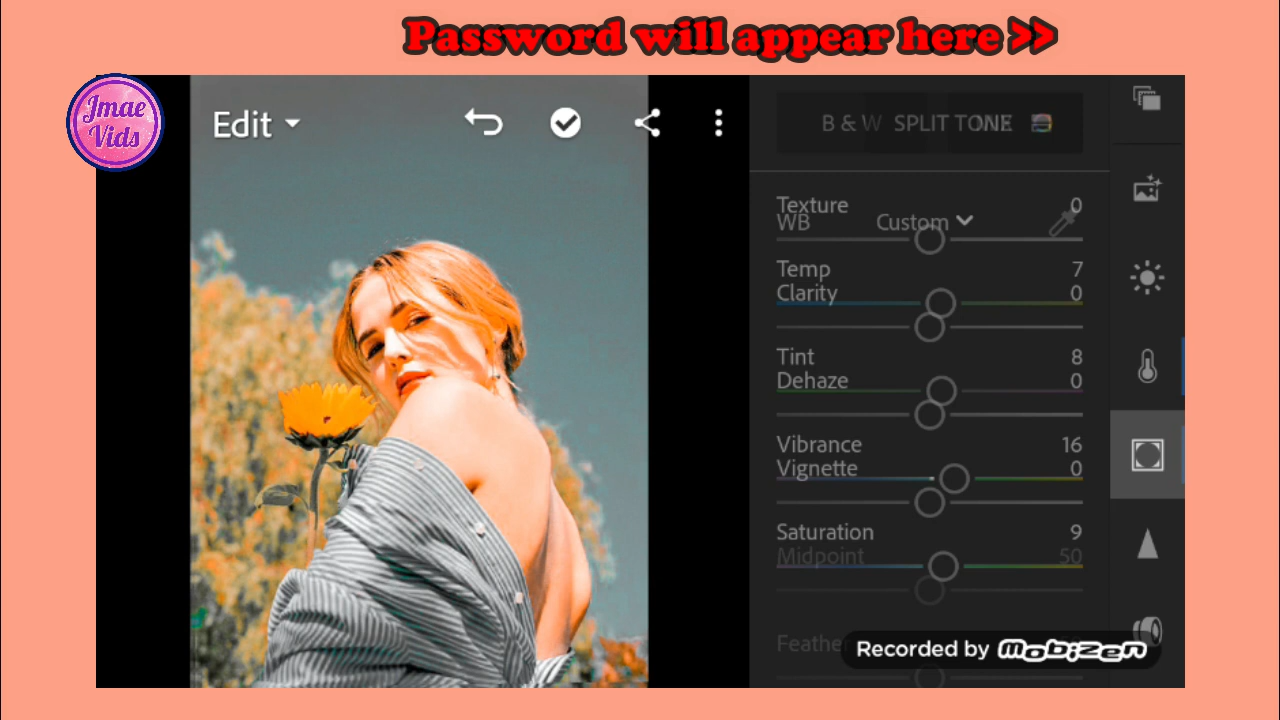 Password will appear here >>
Jmae
Vids
Edit
B & W SPLIT TONE
Texture 0
WB Custom
Temp 7
Clarity 0
Tint 8
Dehaze 0
Vibrance 16
Vignette 0
Saturation 9
Midpoint 50
Feather
Recorded by mobizen